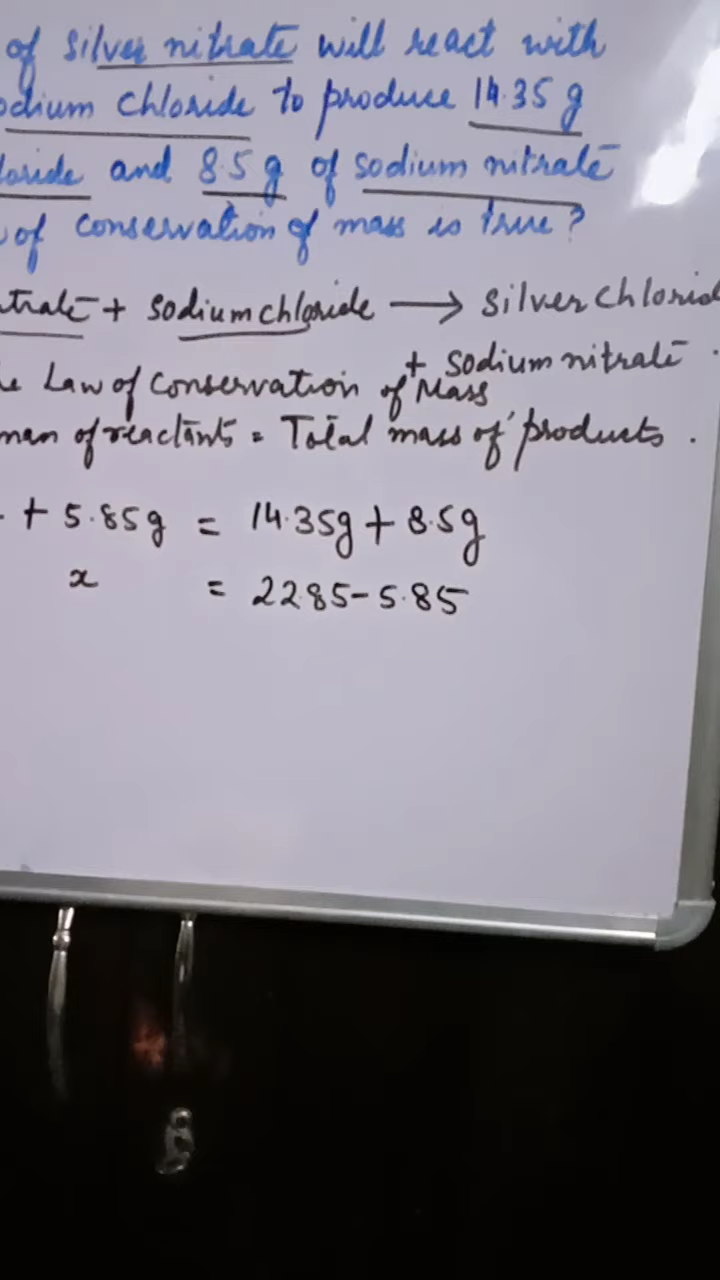 of silver nitrate will react with
odium chloride to produce 14.35 g
loride and 8.5 g of sodium nitrate
of conservation of mass is true?
trate + sodium chloride → silver chlorid
+ sodium nitrate.
e Law of conservation of Mass
mass of reactants = Total mass of products.
+ 5.85g = 14.35g + 8.5g
x = 22.85 - 5.85